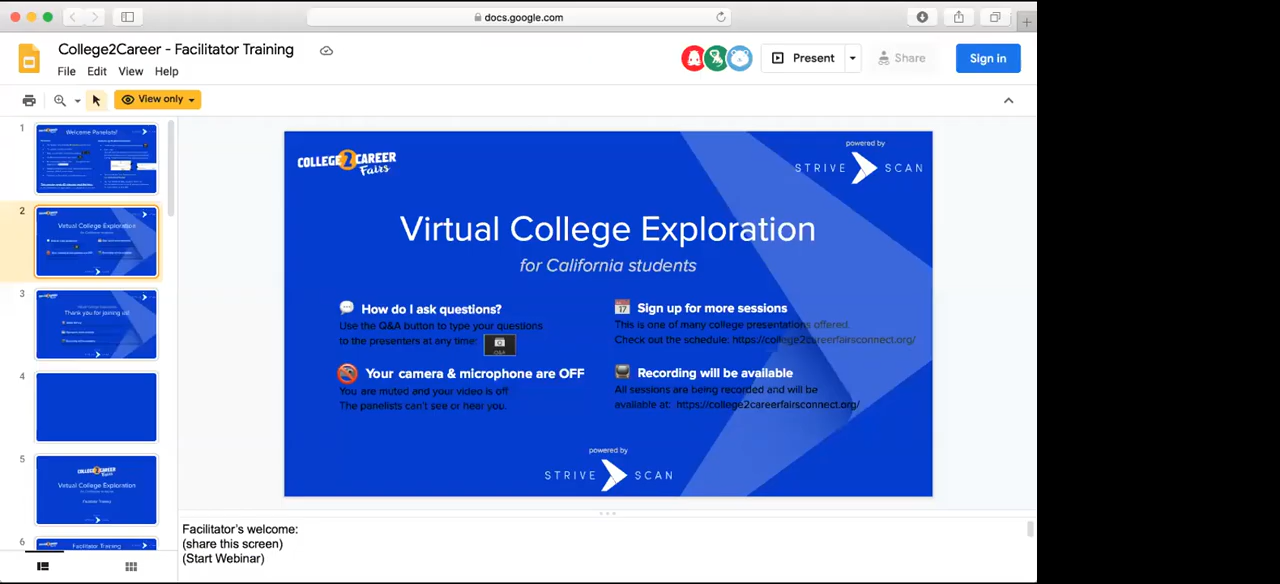 docs.google.com
College2Career - Facilitator Training
File Edit View Help
Present
Share
Sign in
View only
1
Welcome Panelists!
2
Virtual College Exploration
3
Thank you for joining us!
4
5
COLLEGE2CAREER
Virtual College Exploration
Facilitator Training
6
Facilitator Training
COLLEGE2CAREER
Fairs
powered by
STRIVE SCAN
Virtual College Exploration
for California students
How do I ask questions?
Use the Q&A button to type your questions
to the presenters at any time:
Q&A
Your camera & microphone are OFF
You are muted and your video is off
The panelists can't see or hear you.
17
Sign up for more sessions
This is one of many college presentations offered.
Check out the schedule: https://college2careerfairsconnect.org/
Recording will be available
All sessions are being recorded and will be
available at: https://college2careerfairsconnect.org/
powered by
STRIVE SCAN
Facilitator's welcome:
(share this screen)
(Start Webinar)